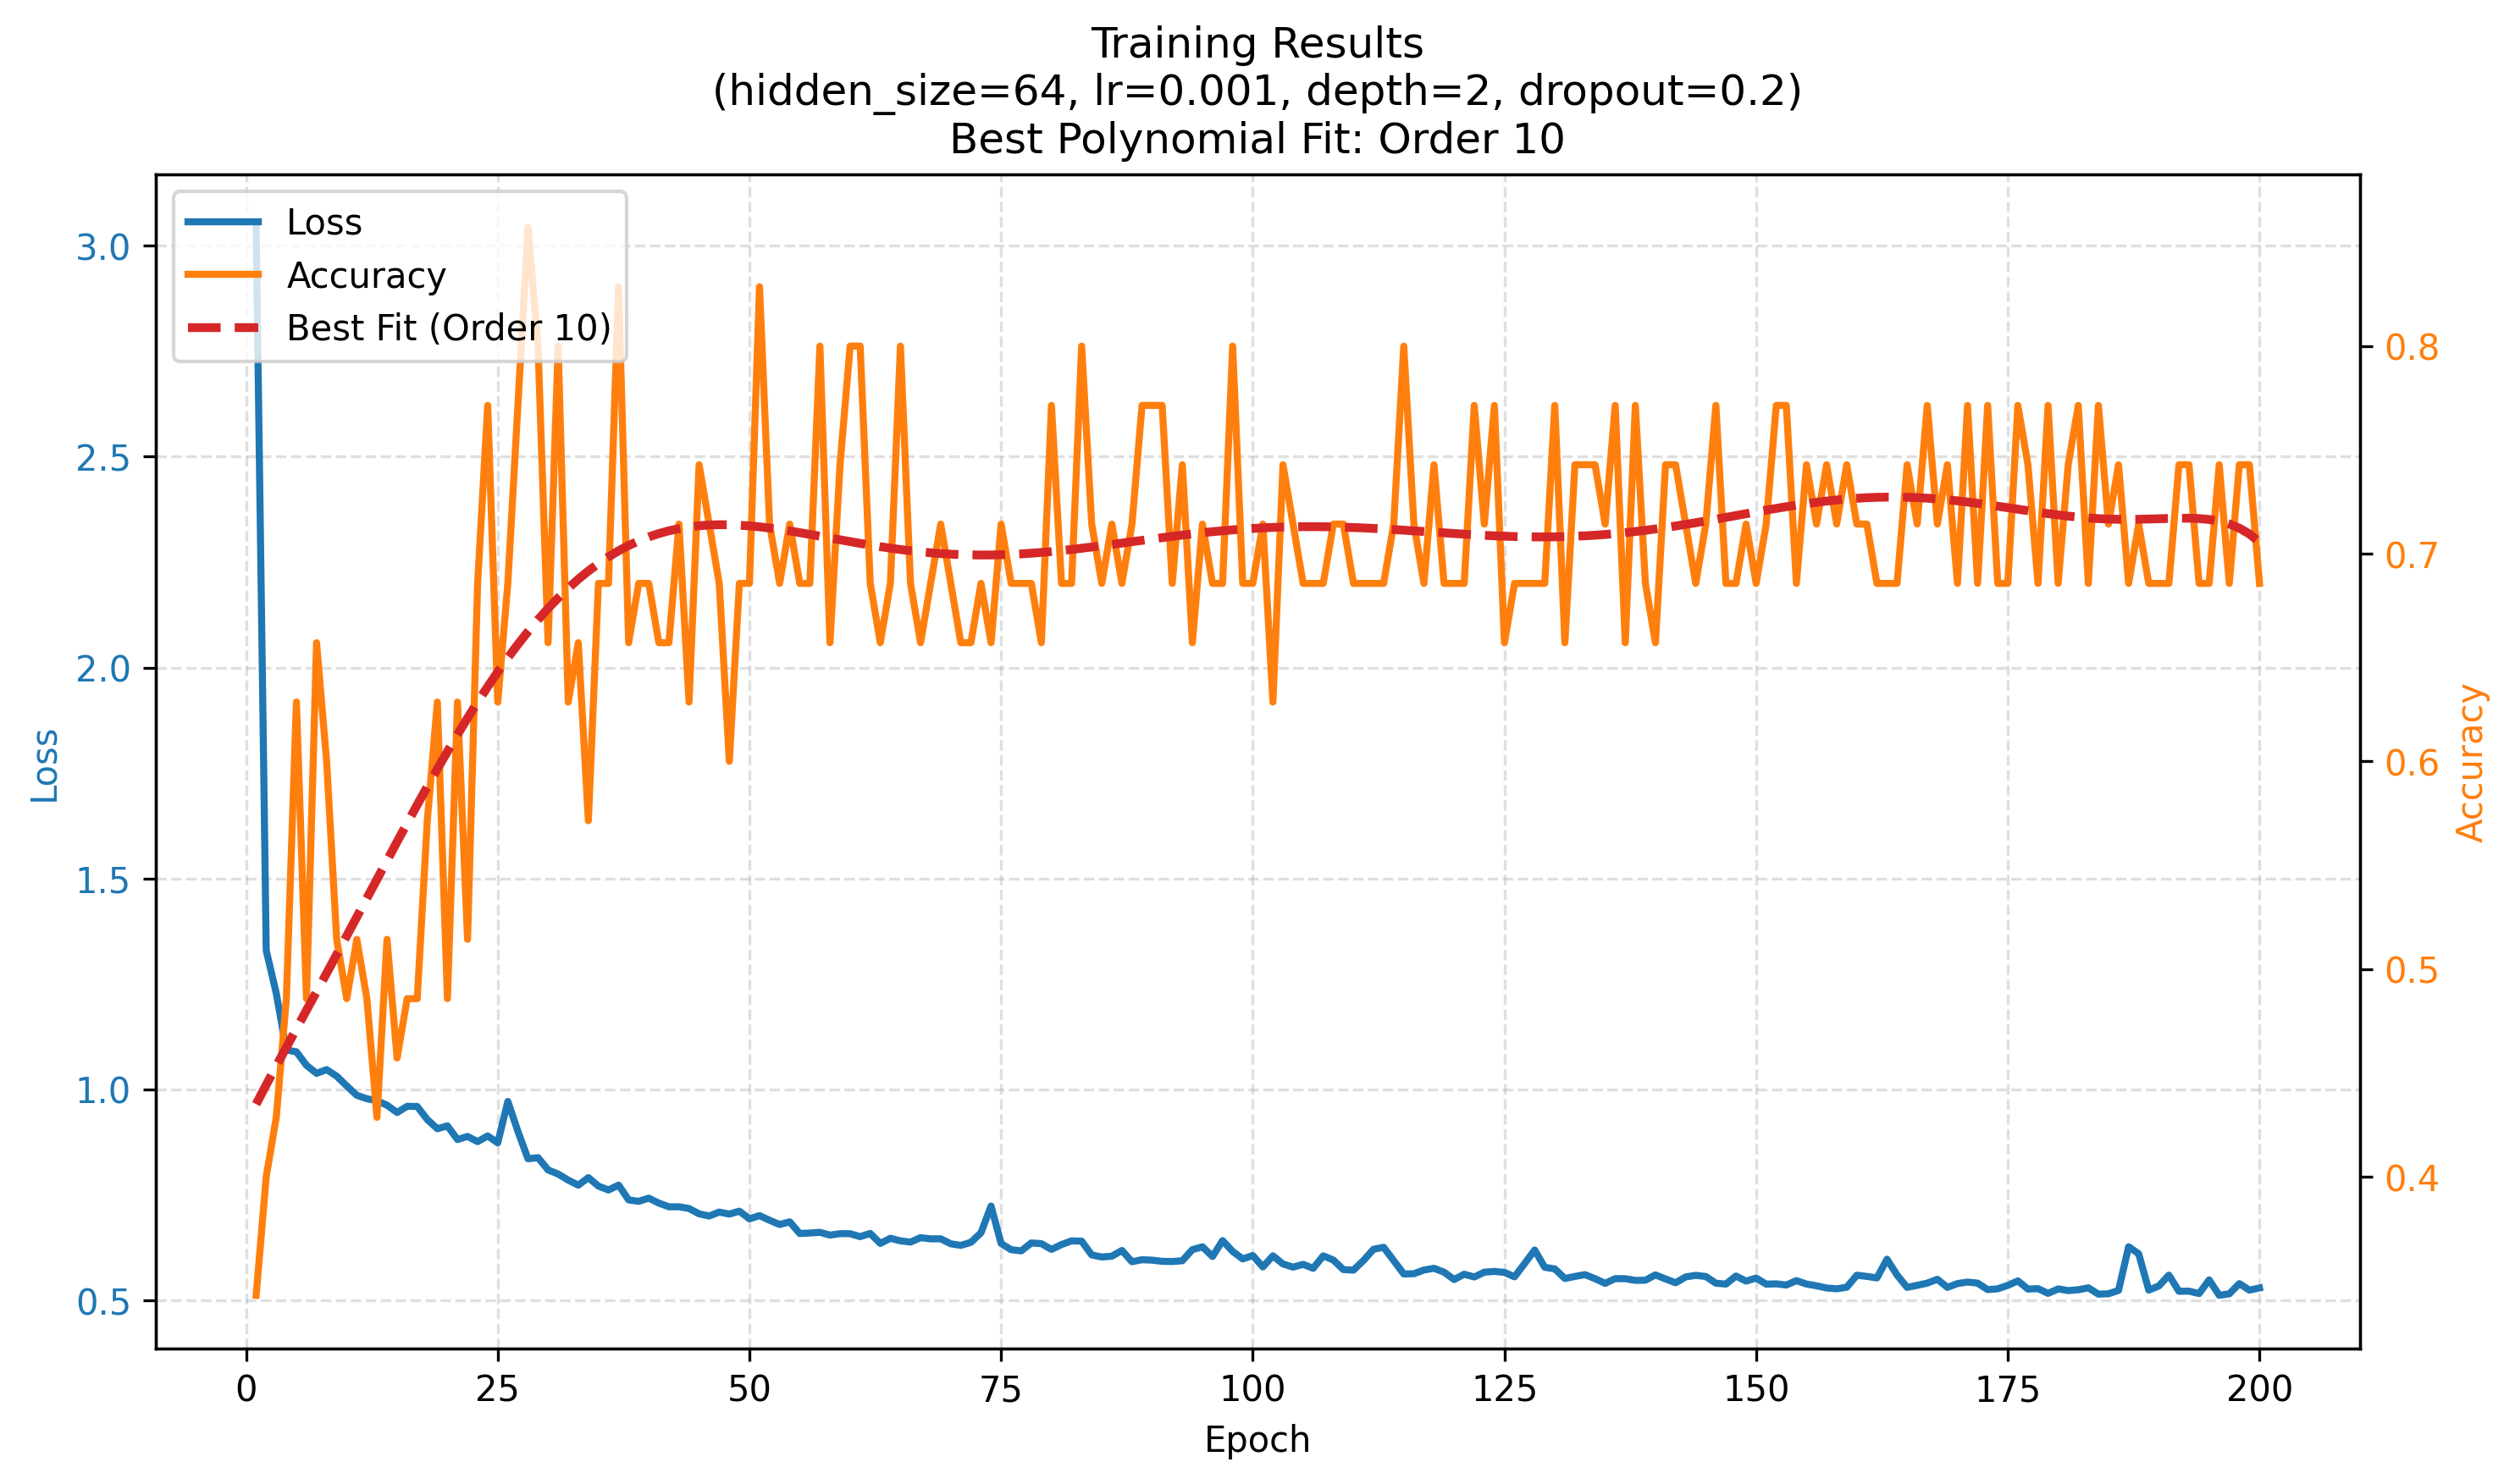 Training Results
(hidden_size=64, lr=0.001, depth=2, dropout=0.2)
Best Polynomial Fit: Order 10
Loss
Accuracy
Best Fit (Order 10)
3.0
2.5
2.0
1.5
1.0
0.5
Loss
0.8
0.7
0.6
0.5
0.4
Accuracy
0 25 50 75 100 125 150 175 200
Epoch